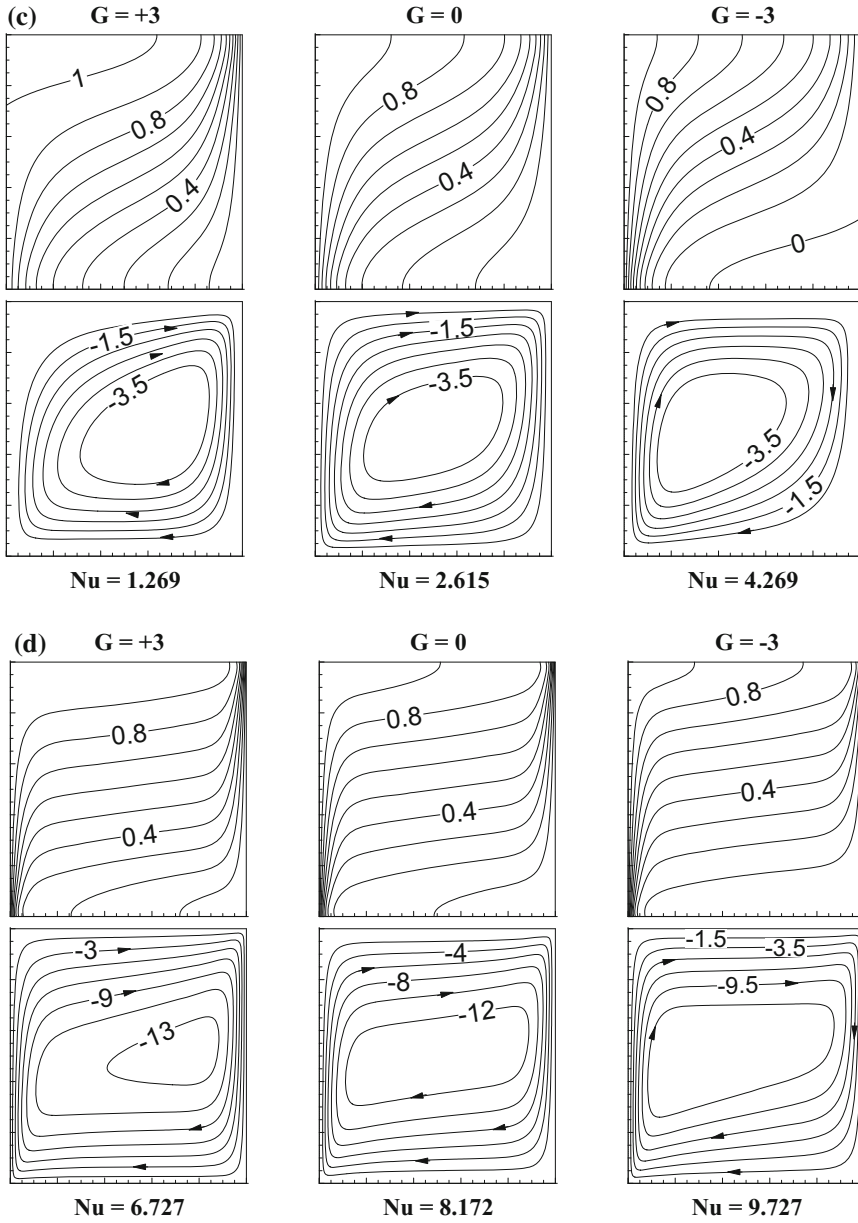 (c) G = +3 G = 0 G = -3
1 0.8 0.4
0.8 0.4
0.8 0.4 0
-1.5 -3.5
-1.5 -3.5
-3.5 -1.5
Nu = 1.269 Nu = 2.615 Nu = 4.269
(d) G = +3 G = 0 G = -3
0.8 0.4
0.8 0.4
0.8 0.4
-3 -9 -13
-4 -8 -12
-1.5 -3.5 -9.5
Nu = 6.727 Nu = 8.172 Nu = 9.727